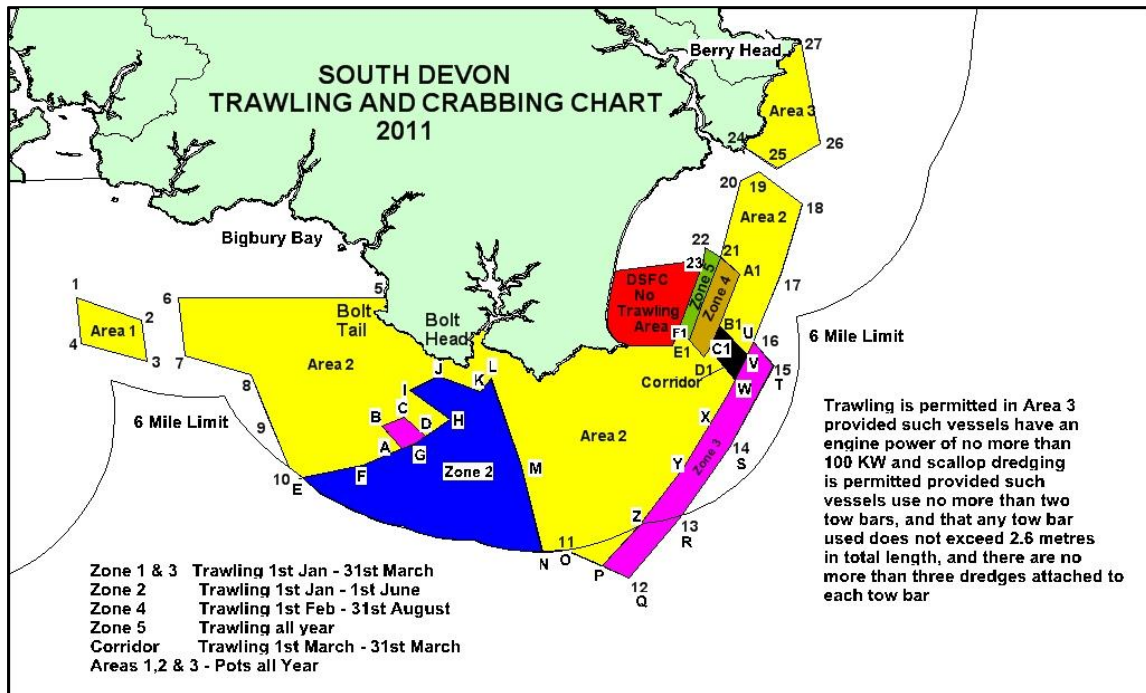 SOUTH DEVON
TRAWLING AND CRABBING CHART
2011
Berry Head
27
Area 3
26
24
25
20
19
18
Area 2
22
21
23
A1
17
Zone 5
Zone 4
DSFC
No
Trawling
Area
F1
E1
B1
U
C1
D1
Corridor
V
W
16
15
T
6 Mile Limit
Bigbury Bay
1
2
Area 1
4
3
6
5
Bolt
Tail
Bolt
Head
7
8
Area 2
J
L
K
I
C
B
D
H
A
G
F
9
6 Mile Limit
10
E
Zone 2
M
Area 2
X
Y
Zone 3
14
S
Z
13
R
11
N
O
P
12
Q
Trawling is permitted in Area 3
provided such vessels have an
engine power of no more than
100 KW and scallop dredging
is permitted provided such
vessels use no more than two
tow bars, and that any tow bar
used does not exceed 2.6 metres
in total length, and there are no
more than three dredges attached to
each tow bar
Zone 1 & 3 Trawling 1st Jan - 31st March
Zone 2 Trawling 1st Jan - 1st June
Zone 4 Trawling 1st Feb - 31st August
Zone 5 Trawling all year
Corridor Trawling 1st March - 31st March
Areas 1,2 & 3 - Pots all Year